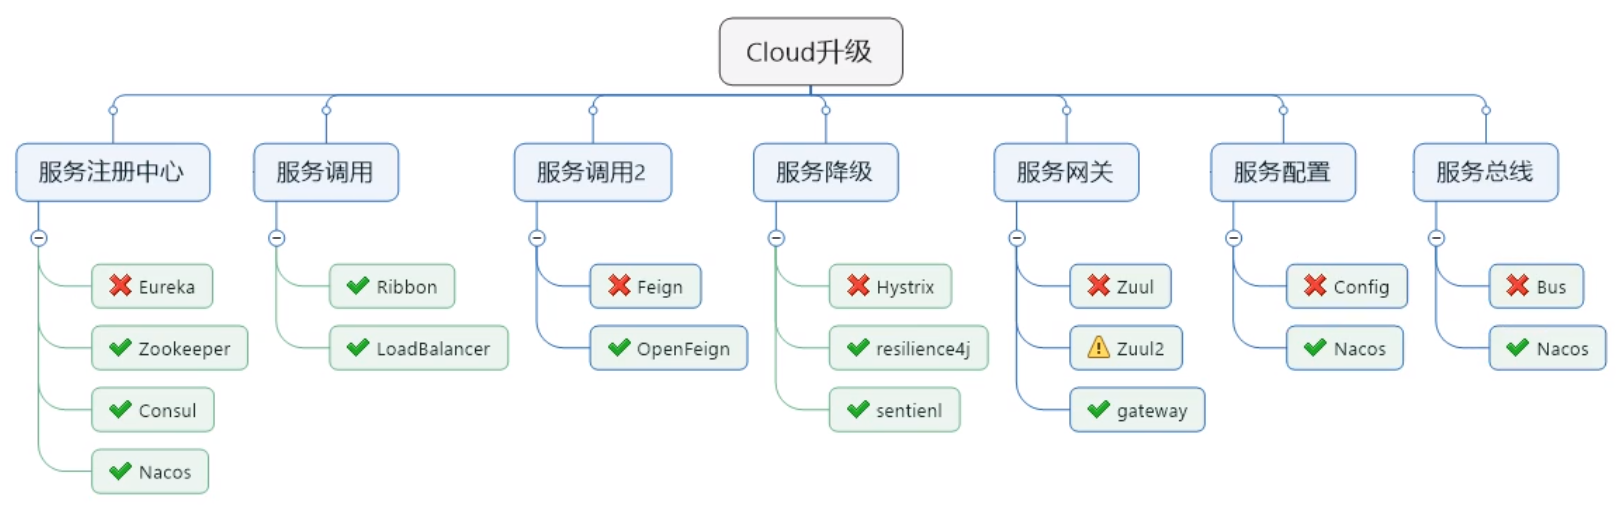 Cloud升级
服务注册中心
服务调用
服务调用2
服务降级
服务网关
服务配置
服务总线
Eureka
Zookeeper
Consul
Nacos
Ribbon
LoadBalancer
Feign
OpenFeign
Hystrix
resilience4j
sentienl
Zuul
Zuul2
gateway
Config
Nacos
Bus
Nacos